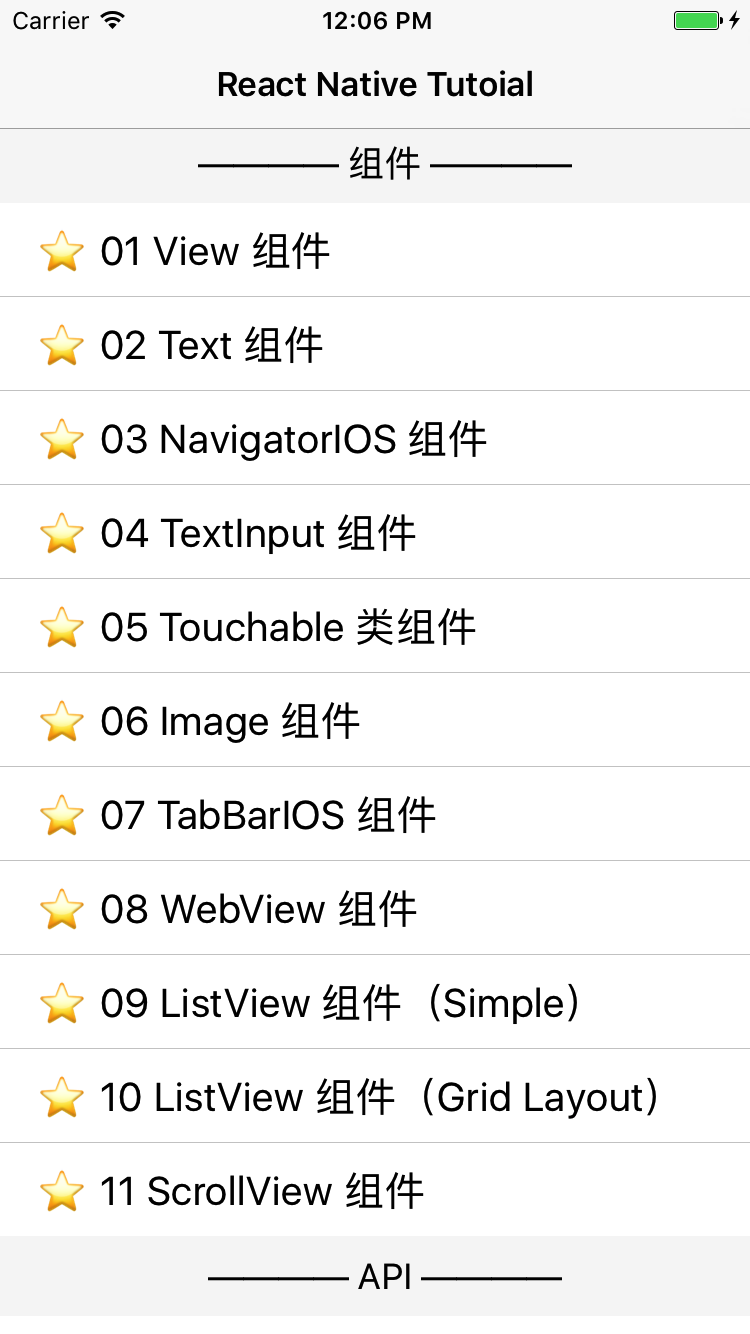 Carrier 12:06 PM
React Native Tutoial
———— 组件 ————
⭐ 01 View 组件
⭐ 02 Text 组件
⭐ 03 NavigatorIOS 组件
⭐ 04 TextInput 组件
⭐ 05 Touchable 类组件
⭐ 06 Image 组件
⭐ 07 TabBarIOS 组件
⭐ 08 WebView 组件
⭐ 09 ListView 组件（Simple）
⭐ 10 ListView 组件（Grid Layout）
⭐ 11 ScrollView 组件
———— API ————